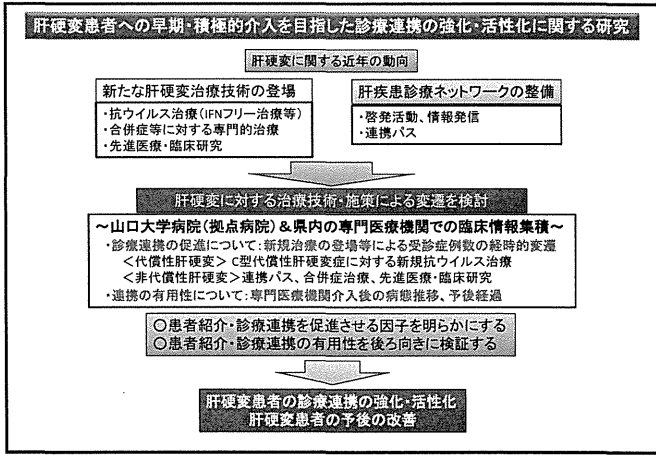 肝硬変患者への早期・積極的介入を目指した診療連携の強化・活性化に関する研究
肝硬変に関する近年の動向
新たな肝硬変治療技術の登場
・抗ウイルス治療(IFNフリー治療等)
・合併症等に対する専門的治療
・先進医療・臨床研究
肝疾患診療ネットワークの整備
・啓発活動、情報発信
・連携パス
肝硬変に対する治療技術・施策による変遷を検討
～山口大学病院(拠点病院)&県内の専門医療機関での臨床情報集積～
・診療連携の促進について:新規治療の登場等による受診症例数の経時的変遷
<代償性肝硬変> C型代償性肝硬変症に対する新規抗ウイルス治療
<非代償性肝硬変>連携パス、合併症治療、先進医療・臨床研究
・連携の有用性について:専門医療機関介入後の病態推移、予後経過
○患者紹介・診療連携を促進させる因子を明らかにする
○患者紹介・診療連携の有用性を後ろ向きに検証する
肝硬変患者の診療連携の強化・活性化
肝硬変患者の予後の改善